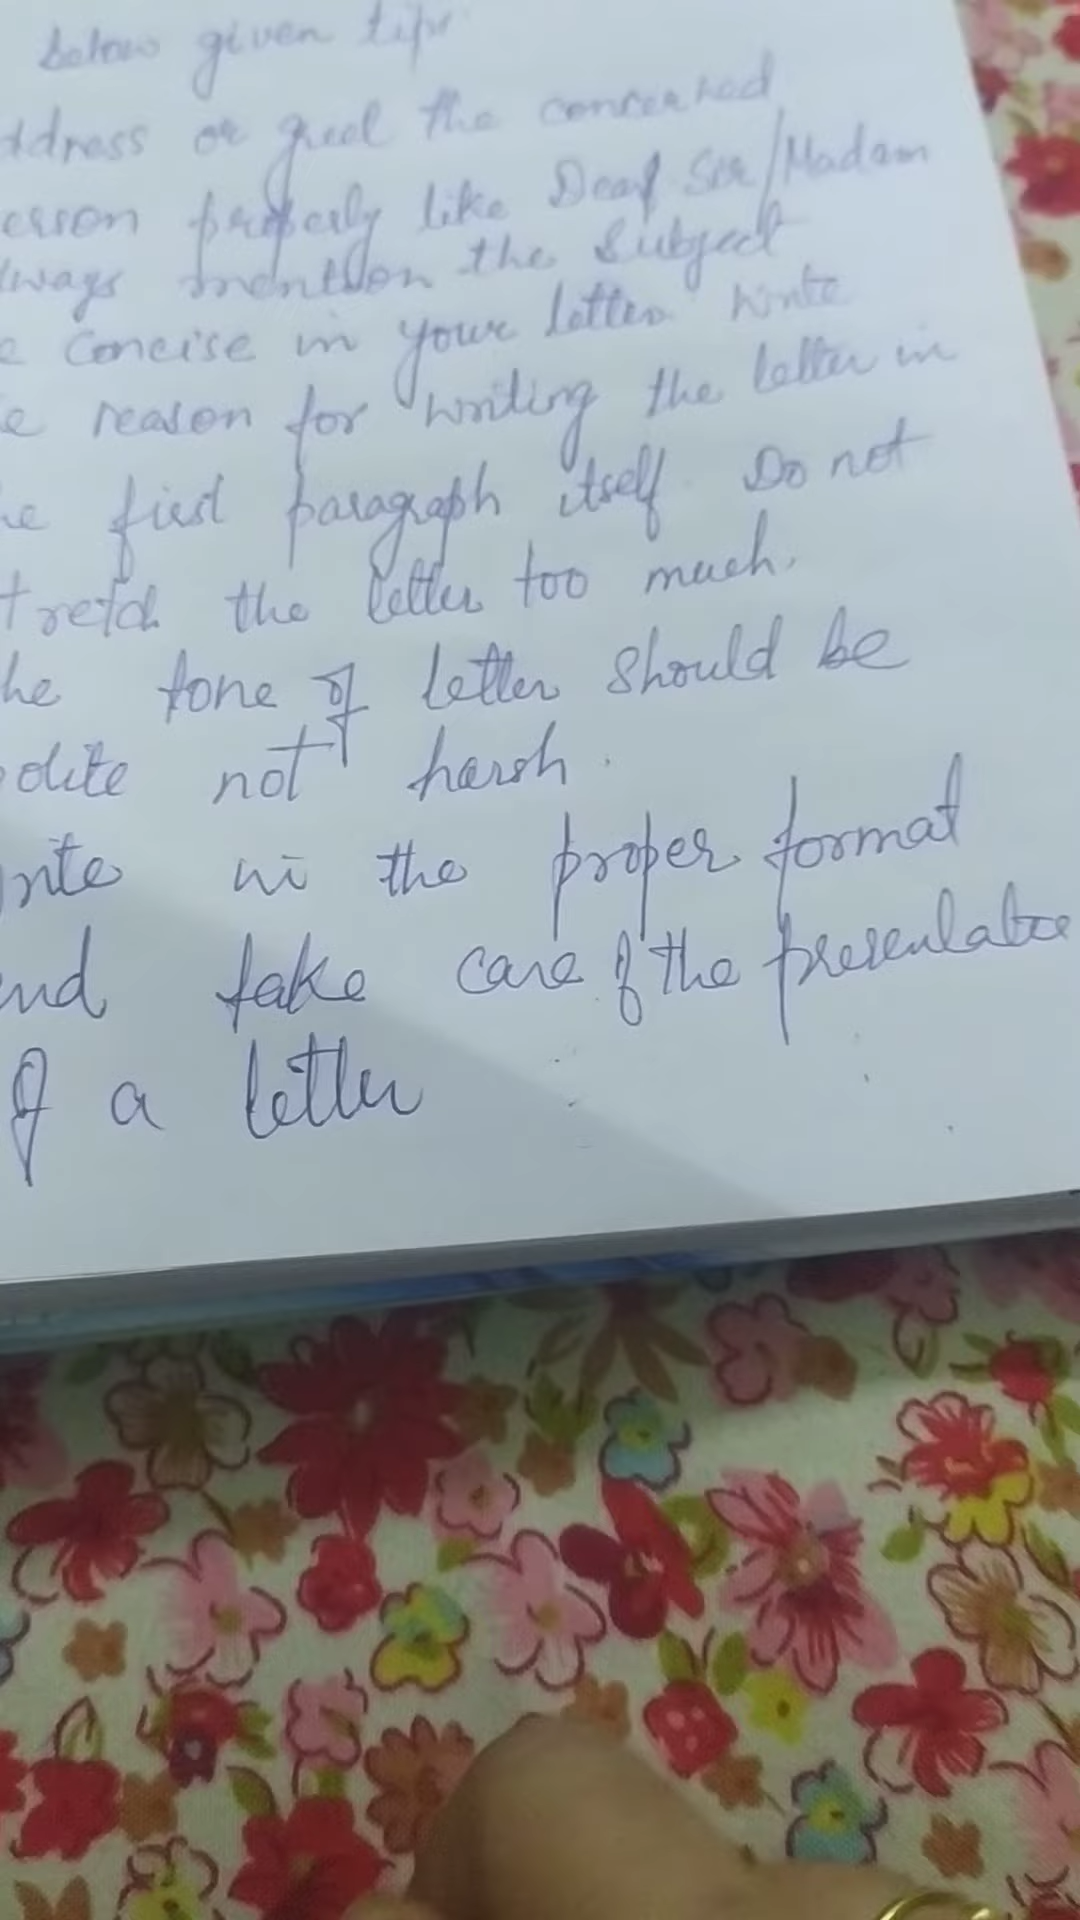 below given tips
ddress or greet the concerned
erson properly like Dear Sir/Madam
lways mention the Subject
e Concise in your letter. Write
e reason for writing the letter in
he first paragraph itself. Do not
tretch the letter too much.
he tone of letter should be
olite not harsh.
rite in the proper format
end take care of the presentatio
of a letter